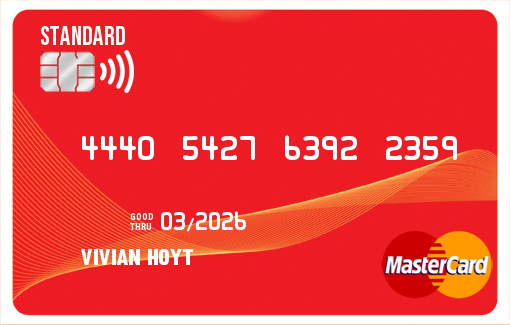 STANDARD
4440 5427 6392 2359
GOOD THRU 03/2026
VIVIAN HOYT
MasterCard